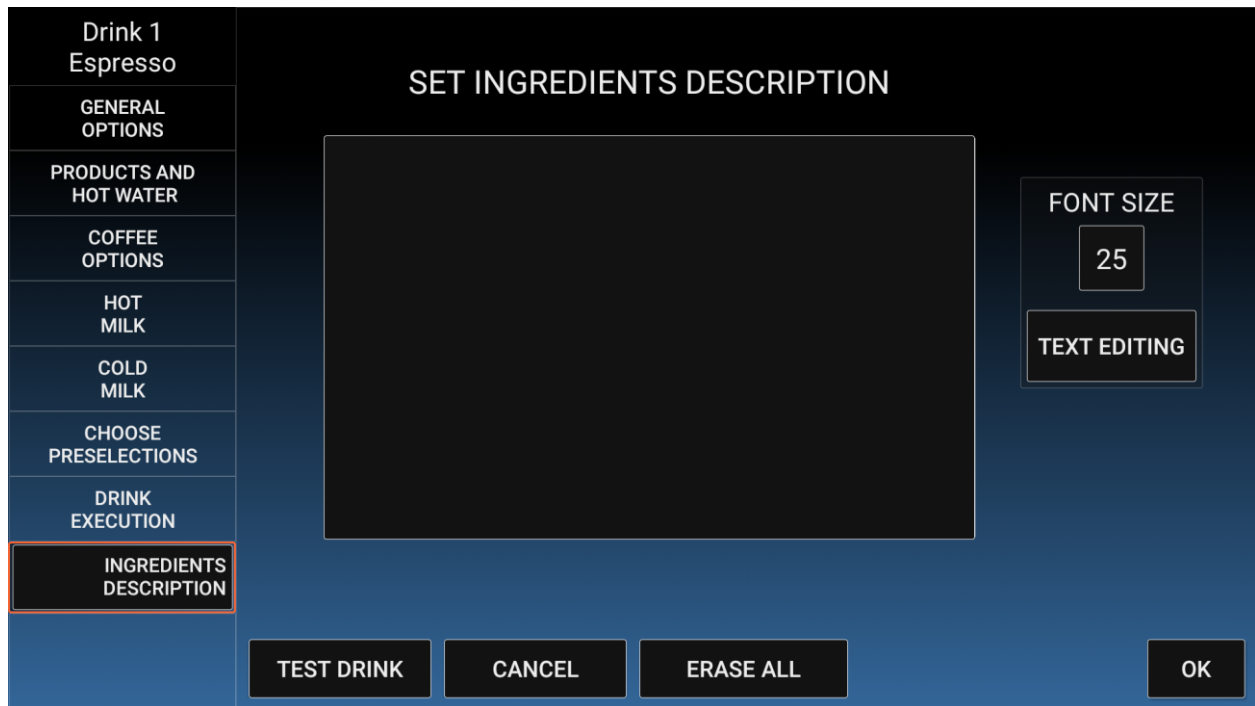 Drink 1
Espresso
GENERAL
OPTIONS
PRODUCTS AND
HOT WATER
COFFEE
OPTIONS
HOT
MILK
COLD
MILK
CHOOSE
PRESELECTIONS
DRINK
EXECUTION
INGREDIENTS
DESCRIPTION
SET INGREDIENTS DESCRIPTION
FONT SIZE
25
TEXT EDITING
TEST DRINK
CANCEL
ERASE ALL
OK